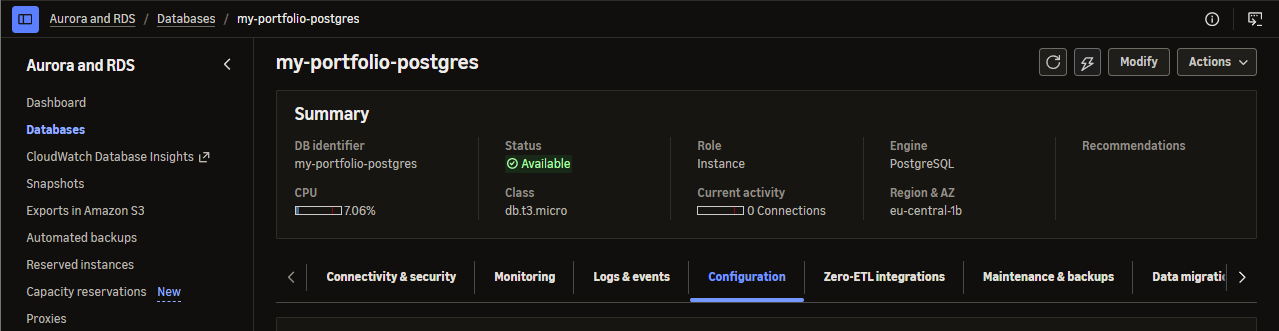 Aurora and RDS / Databases / my-portfolio-postgres
Aurora and RDS
Dashboard
Databases
CloudWatch Database Insights
Snapshots
Exports in Amazon S3
Automated backups
Reserved instances
Capacity reservations New
Proxies
my-portfolio-postgres
Modify
Actions
Summary
DB identifier
my-portfolio-postgres
Status
Available
Role
Instance
Engine
PostgreSQL
Recommendations
CPU
7.06%
Class
db.t3.micro
Current activity
0 Connections
Region & AZ
eu-central-1b
Connectivity & security
Monitoring
Logs & events
Configuration
Zero-ETL integrations
Maintenance & backups
Data migrati